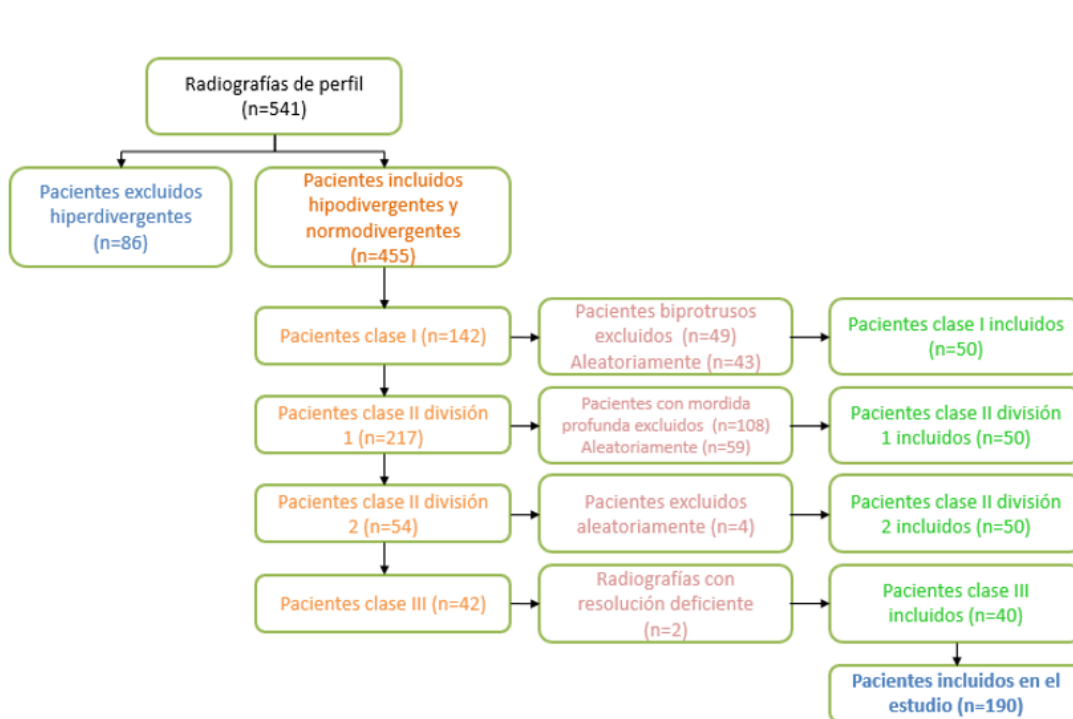 Radiografías de perfil
(n=541)
Pacientes excluidos
hiperdivergentes
(n=86)
Pacientes incluidos
hipodivergentes y
normodivergentes
(n=455)
Pacientes clase I (n=142)
Pacientes biprotrusos
excluidos (n=49)
Aleatoriamente (n=43)
Pacientes clase I incluidos
(n=50)
Pacientes clase II división
1 (n=217)
Pacientes con mordida
profunda excluidos (n=108)
Aleatoriamente (n=59)
Pacientes clase II división
1 incluidos (n=50)
Pacientes clase II división
2 (n=54)
Pacientes excluidos
aleatoriamente (n=4)
Pacientes clase II división
2 incluidos (n=50)
Pacientes clase III (n=42)
Radiografías con
resolución deficiente
(n=2)
Pacientes clase III
incluidos (n=40)
Pacientes incluidos en el
estudio (n=190)